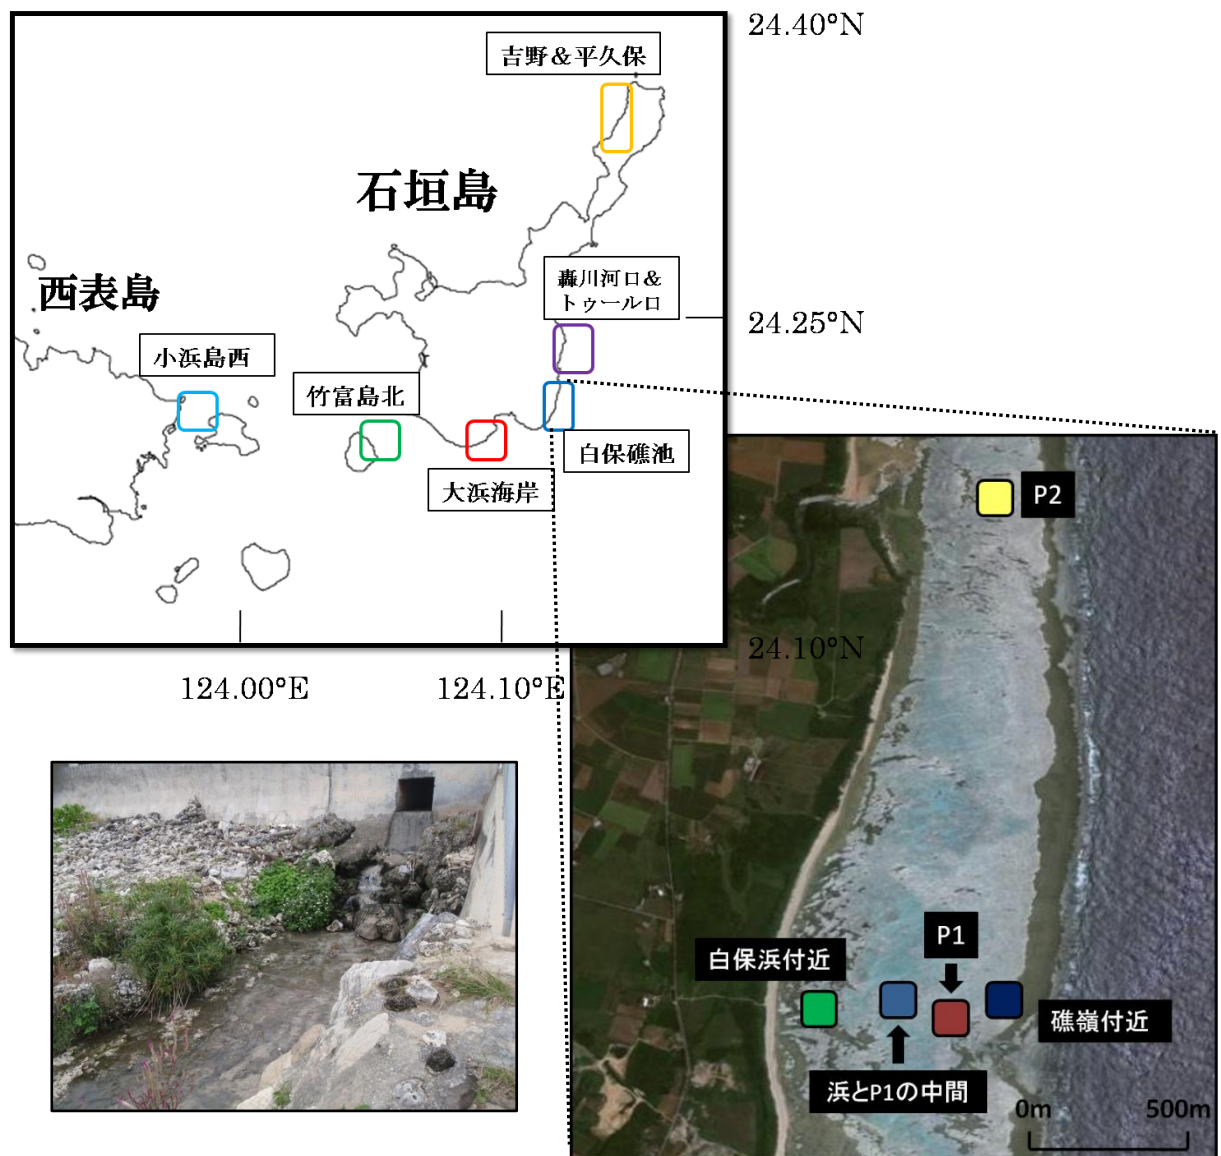 24.40°N
吉野＆平久保
石垣島
轟川河口＆
トゥール口
西表島
24.25°N
小浜島西
竹富島北
白保礁池
大浜海岸
P2
24.10°N
124.00°E
124.10°E
P1
白保浜付近
礁嶺付近
浜とP1の中間
0m
500m